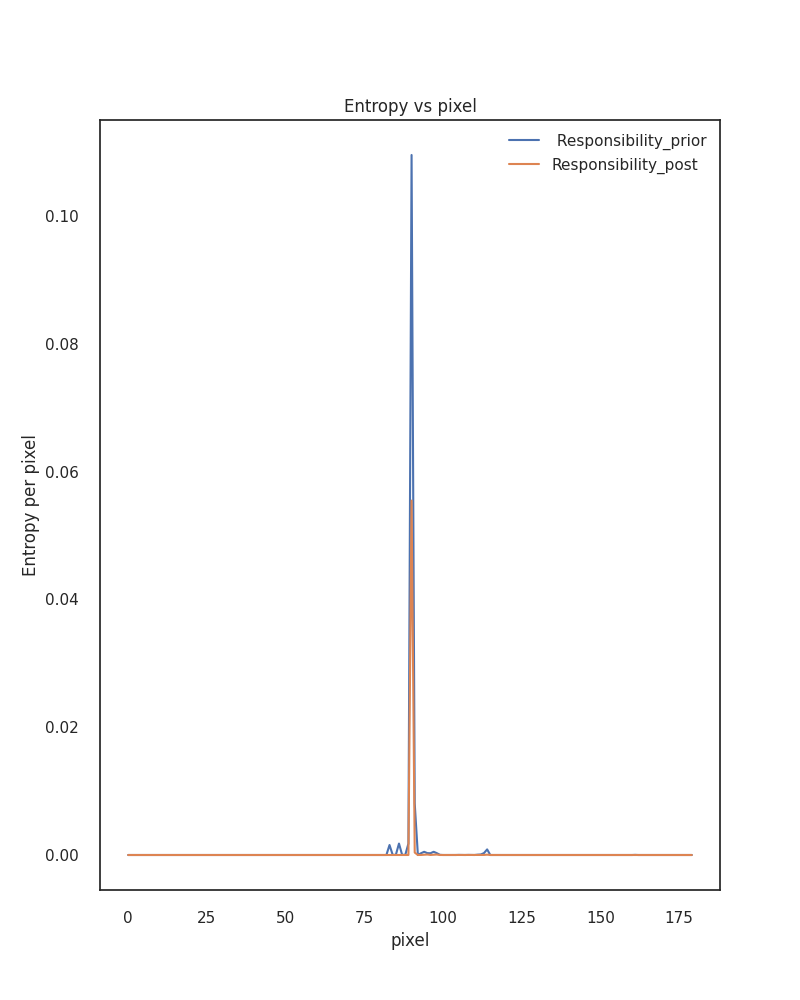 Entropy vs pixel
Responsibility_prior
Responsibility_post
Entropy per pixel
0.10
0.08
0.06
0.04
0.02
0.00
0 25 50 75 100 125 150 175
pixel